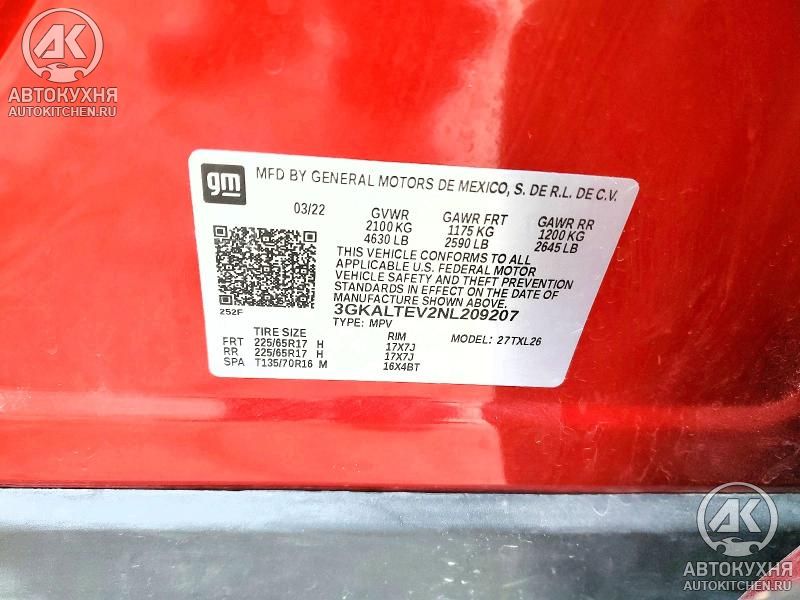 AK
АВТОКУХНЯ
AUTOKITCHEN.RU
gm
MFD BY GENERAL MOTORS DE MEXICO, S. DE R.L. DE C.V.
03/22 GVWR GAWR FRT GAWR RR
2100 KG 1175 KG 1200 KG
4630 LB 2590 LB 2645 LB
THIS VEHICLE CONFORMS TO ALL
APPLICABLE U.S. FEDERAL MOTOR
VEHICLE SAFETY AND THEFT PREVENTION
STANDARDS IN EFFECT ON THE DATE OF
MANUFACTURE SHOWN ABOVE.
252F
3GKALTEV2NL209207
TYPE: MPV MODEL: 27TXL26
TIRE SIZE RIM
FRT 225/65R17 H 17X7J
RR 225/65R17 H 17X7J
SPA T135/70R16 M 16X4BT
AK
АВТОКУХНЯ
AUTOKITCHEN.RU